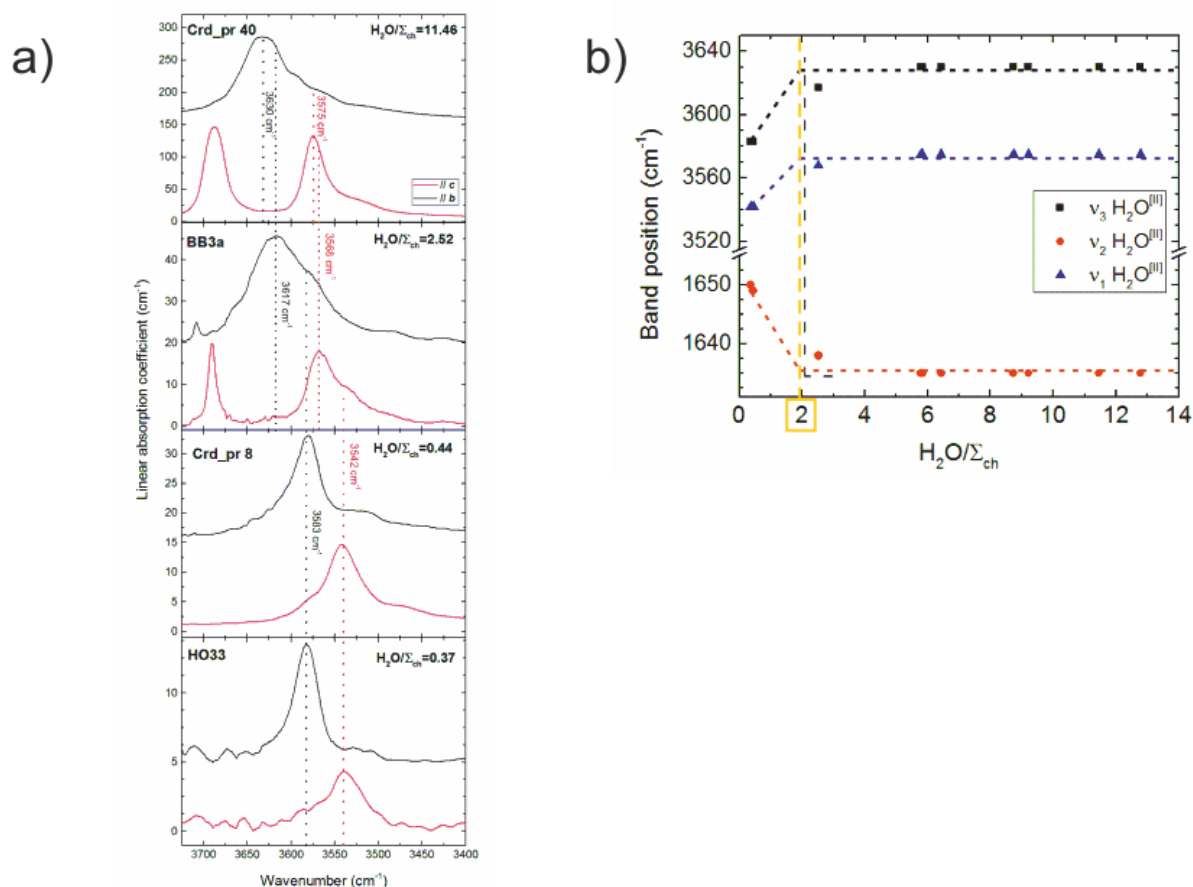 a)
Crd_pr 40
H₂O/Σch=11.46
300
250
200
150
100
50
0
3630 cm⁻¹
3575 cm⁻¹
// c
// b
BB3a
H₂O/Σch=2.52
40
30
20
10
0
3617 cm⁻¹
3568 cm⁻¹
Crd_pr 8
H₂O/Σch=0.44
30
25
20
15
10
5
0
3583 cm⁻¹
3542 cm⁻¹
HO33
H₂O/Σch=0.37
10
5
0
Linear absorption coefficient (cm⁻¹)
3700 3650 3600 3550 3500 3450 3400
Wavenumber (cm⁻¹)
b)
3640
3600
3560
3520
1650
1640
Band position (cm⁻¹)
ν₃ H₂O[II]
ν₂ H₂O[II]
ν₁ H₂O[II]
0 2 4 6 8 10 12 14
H₂O/Σch